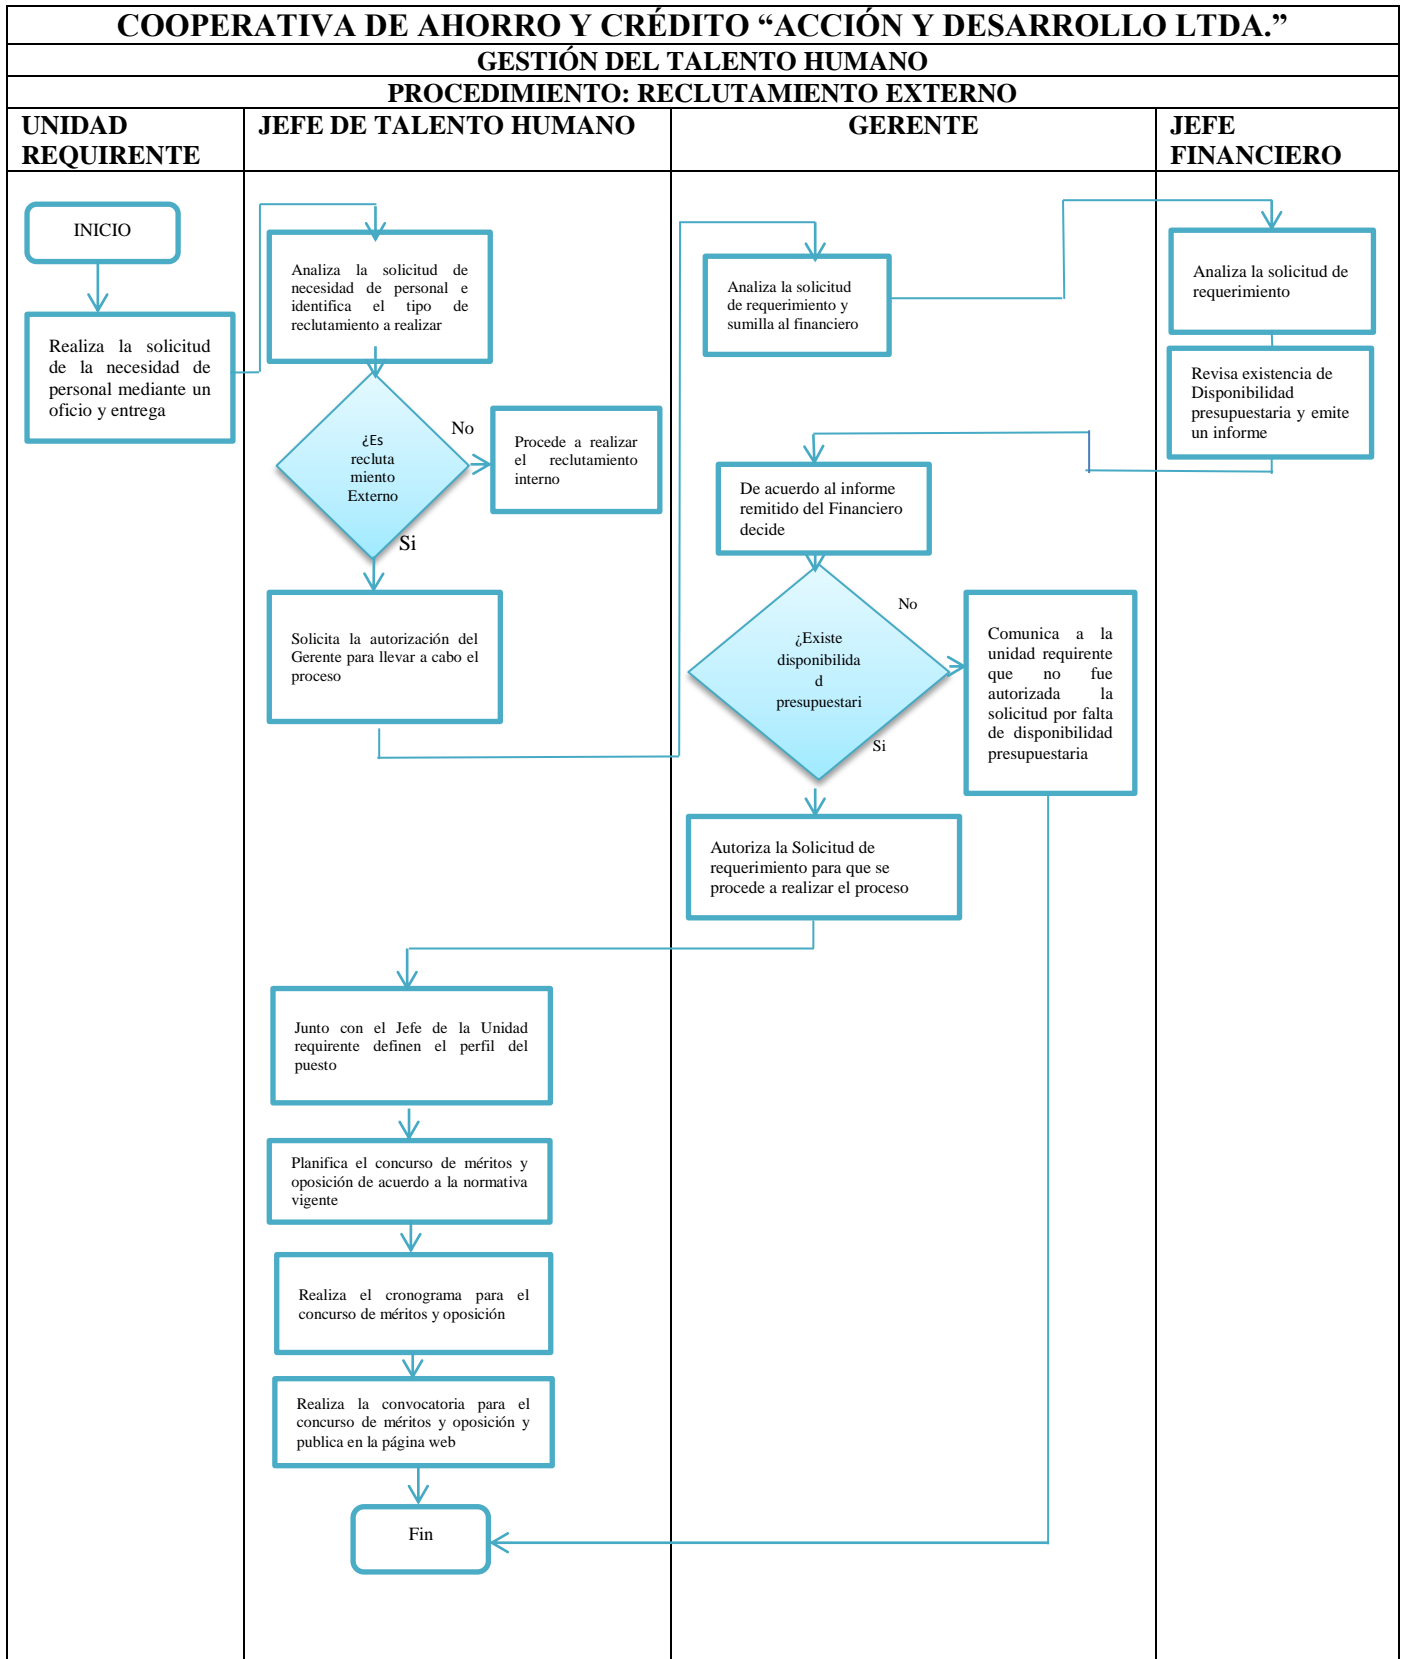 COOPERATIVA DE AHORRO Y CRÉDITO “ACCIÓN Y DESARROLLO LTDA.”
GESTIÓN DEL TALENTO HUMANO
PROCEDIMIENTO: RECLUTAMIENTO EXTERNO
UNIDAD
REQUIRENTE
JEFE DE TALENTO HUMANO
GERENTE
JEFE
FINANCIERO
INICIO
Realiza la solicitud
de la necesidad de
personal mediante un
oficio y entrega
Analiza la solicitud de
necesidad de personal e
identifica el tipo de
reclutamiento a realizar
¿Es
recluta
miento
Externo
No
Procede a realizar
el reclutamiento
interno
Si
Solicita la autorización del
Gerente para llevar a cabo el
proceso
Analiza la solicitud
de requerimiento y
sumilla al financiero
Analiza la solicitud de
requerimiento
Revisa existencia de
Disponibilidad
presupuestaria y emite
un informe
De acuerdo al informe
remitido del Financiero
decide
¿Existe
disponibilida
d
presupuestari
No
Comunica a la
unidad requirente
que no fue
autorizada la
solicitud por falta
de disponibilidad
presupuestaria
Si
Autoriza la Solicitud de
requerimiento para que se
procede a realizar el proceso
Junto con el Jefe de la Unidad
requirente definen el perfil del
puesto
Planifica el concurso de méritos y
oposición de acuerdo a la normativa
vigente
Realiza el cronograma para el
concurso de méritos y oposición
Realiza la convocatoria para el
concurso de méritos y oposición y
publica en la página web
Fin